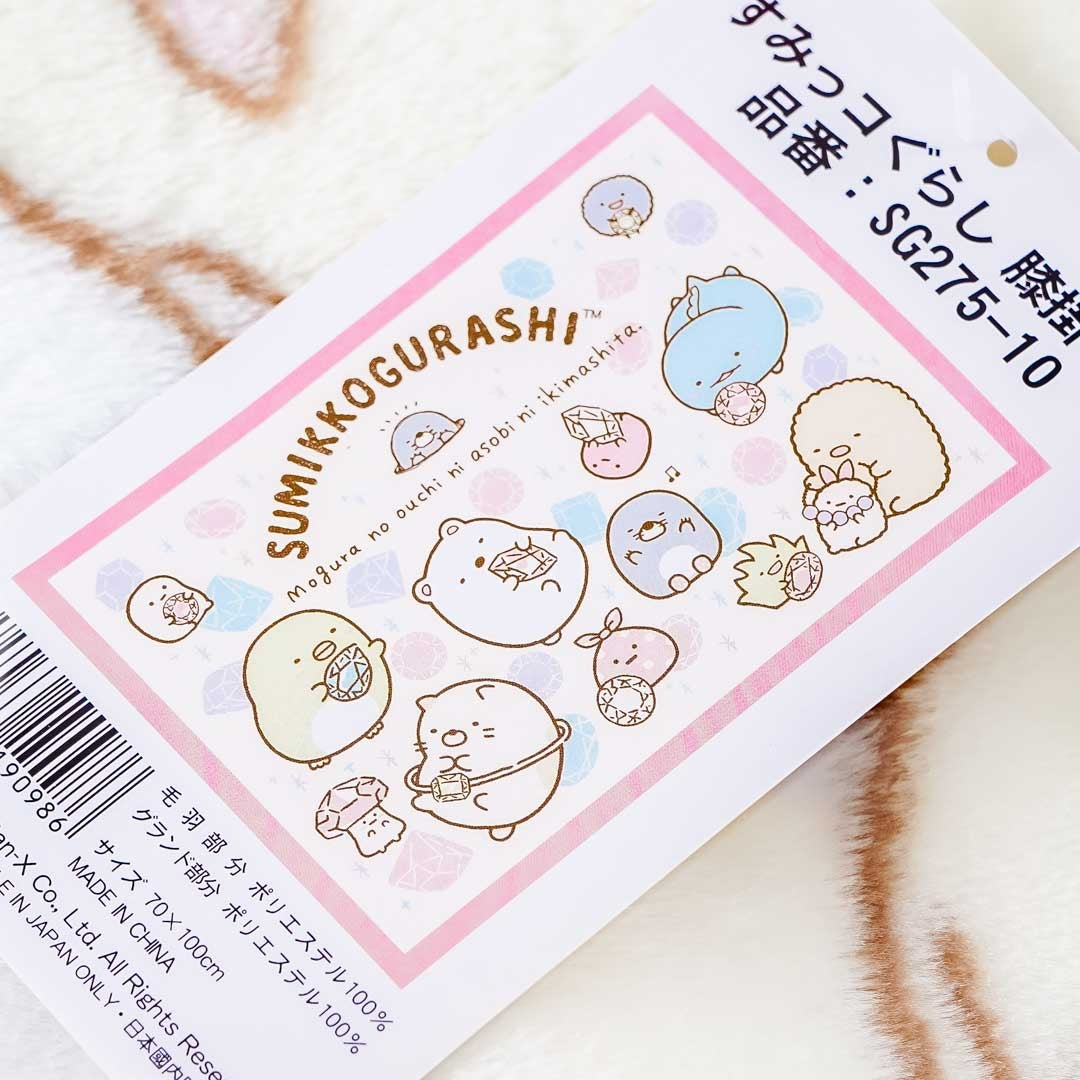 すみっコぐらし 膝掛
品番：SG275-10
SUMIKKOGURASHI™
mogura no ouchi ni asobi ni ikimashita.
490986
毛羽部分 ポリエステル100%
グランド部分 ポリエステル100%
サイズ 70×100cm
MADE IN CHINA
Co., Ltd. All Rights
IN JAPAN ONLY・日本國内